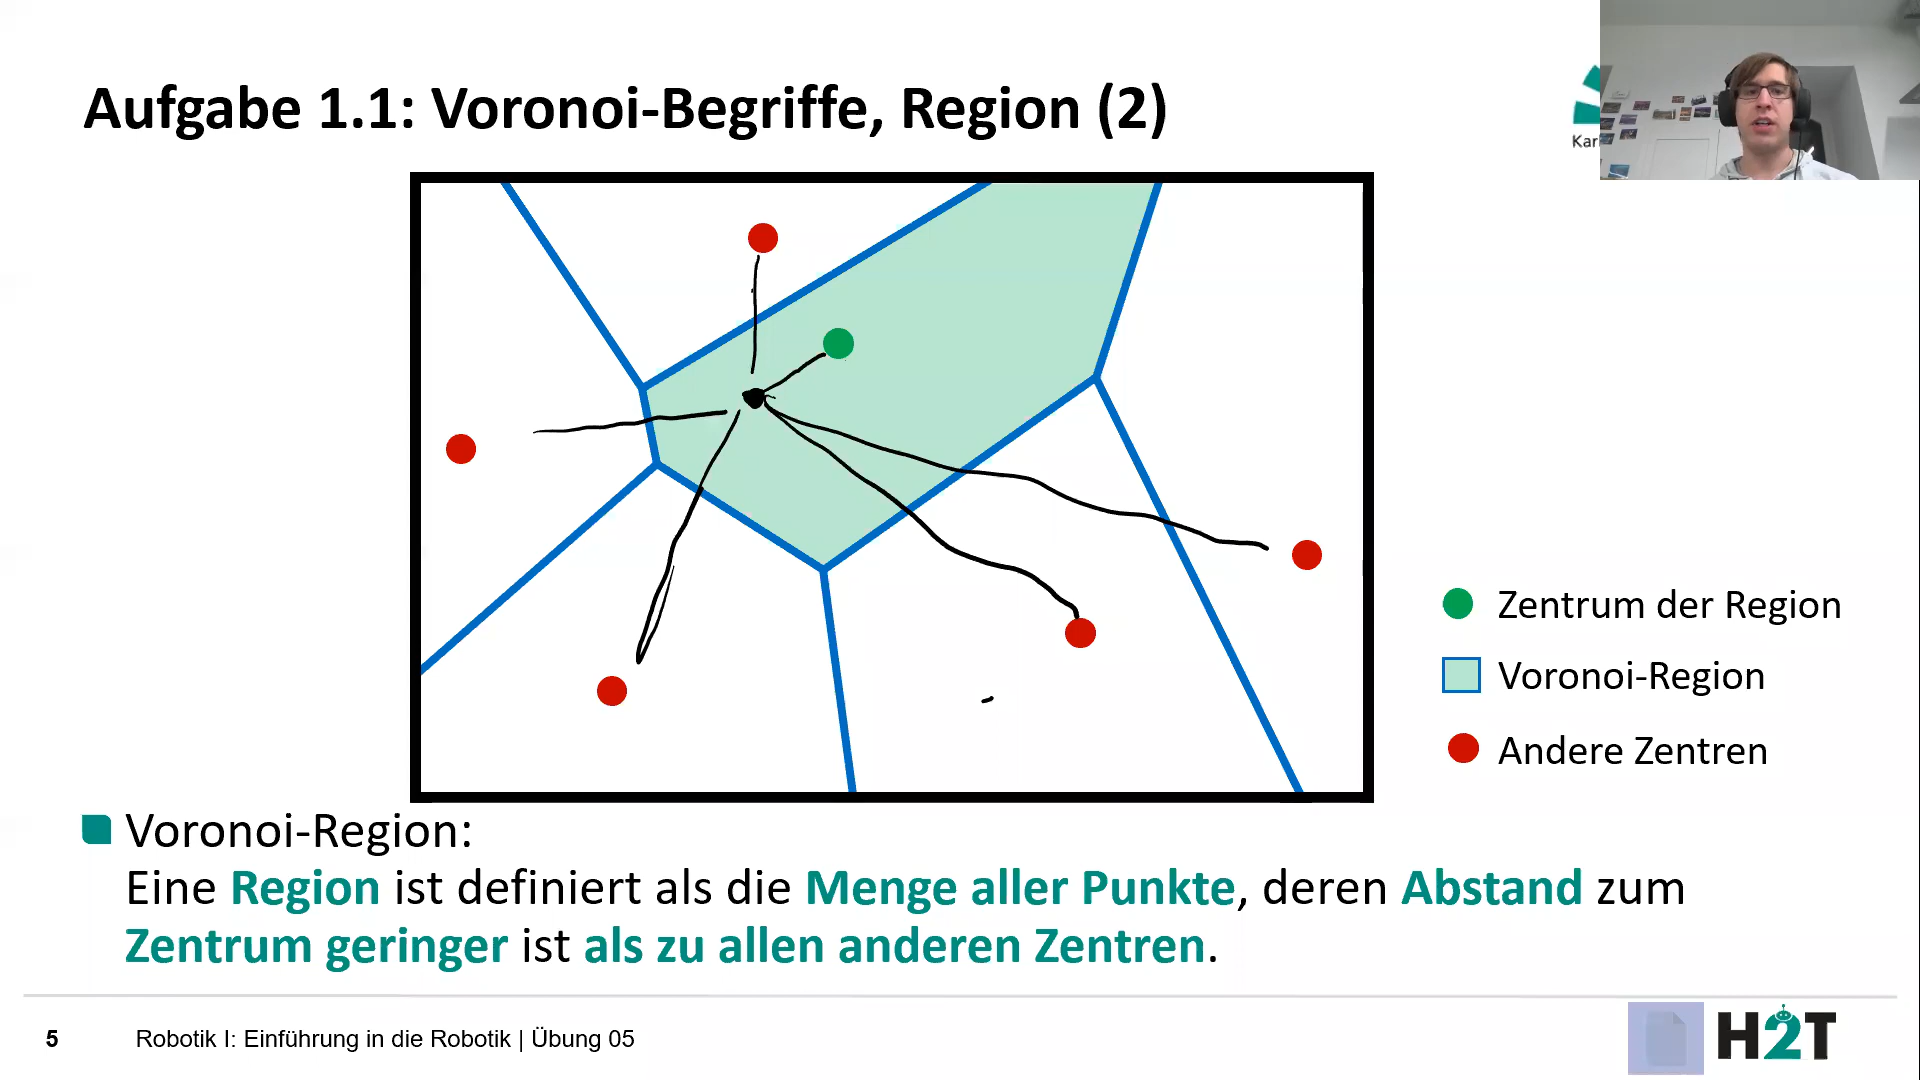 Aufgabe 1.1: Voronoi-Begriffe, Region (2)
Zentrum der Region
Voronoi-Region
Andere Zentren
Voronoi-Region:
Eine Region ist definiert als die Menge aller Punkte, deren Abstand zum
Zentrum geringer ist als zu allen anderen Zentren.
5
Robotik I: Einführung in die Robotik | Übung 05
H2T